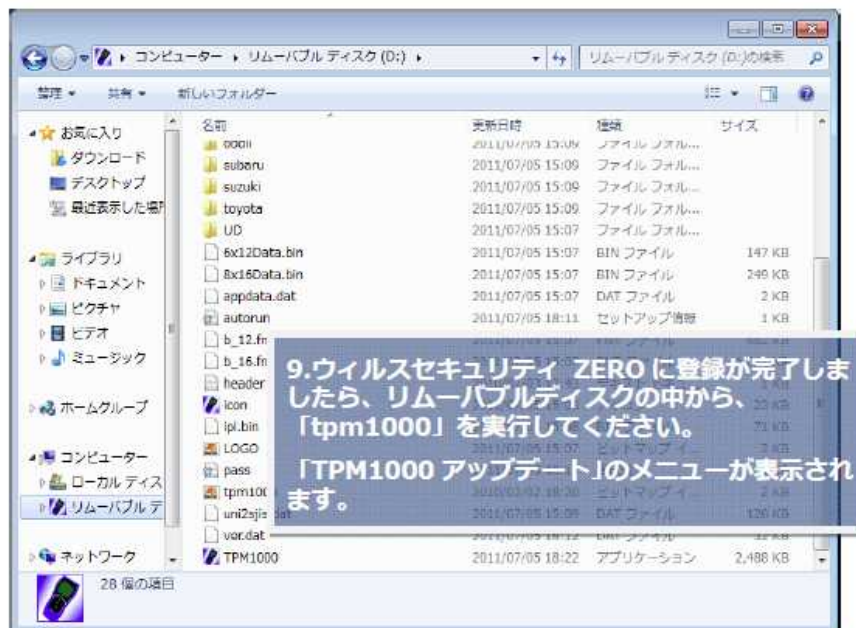 コンピューター ▸ リムーバブル ディスク (D:) ▸
リムーバブル ディスク (D:)の検索
整理 ▾ 共有 ▾ 新しいフォルダー
名前 更新日時 種類 サイズ
お気に入り
ダウンロード
デスクトップ
最近表示した場所
ライブラリ
ドキュメント
ピクチャ
ビデオ
ミュージック
ホームグループ
コンピューター
ローカル ディス
リムーバブル デ
ネットワーク
subaru 2011/07/05 15:09 ファイル フォル...
suzuki 2011/07/05 15:09 ファイル フォル...
toyota 2011/07/05 15:09 ファイル フォル...
UD 2011/07/05 15:07 ファイル フォル...
6x12Data.bin 2011/07/05 15:07 BIN ファイル 147 KB
8x16Data.bin 2011/07/05 15:07 BIN ファイル 249 KB
appdata.dat 2011/07/05 15:07 DAT ファイル 2 KB
autorun 2011/07/05 18:11 セットアップ情報 1 KB
b_12.fn
b_16.fn
header
icon
ipl.bin
LOGO
pass
tpm100
uni2sjis.dat 2011/07/05 15:09 DAT ファイル 126 KB
ver.dat
TPM1000 2011/07/05 18:22 アプリケーション 2,488 KB
9.ウィルスセキュリティ ZERO に登録が完了しま
したら、リムーバブルディスクの中から、
「tpm1000」を実行してください。
「TPM1000 アップデート」のメニューが表示され
ます。
28 個の項目